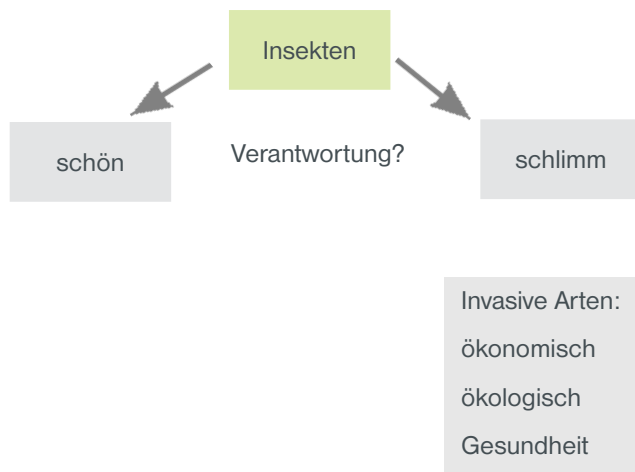 Insekten
schön
Verantwortung?
schlimm
Invasive Arten:
ökonomisch
ökologisch
Gesundheit